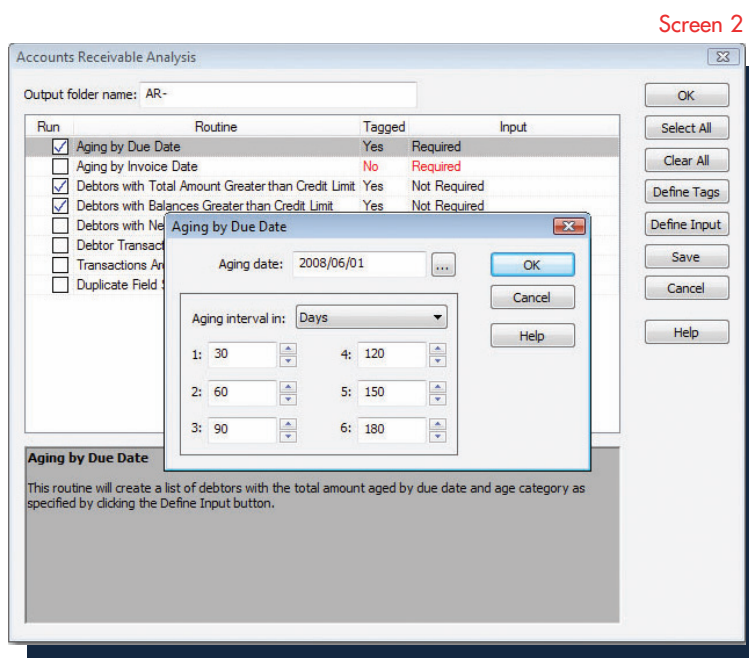 Screen 2
Accounts Receivable Analysis
Output folder name: AR-
OK
Run Routine Tagged Input
Select All
Aging by Due Date Yes Required
Aging by Invoice Date No Required
Clear All
Debtors with Total Amount Greater than Credit Limit Yes Not Required
Define Tags
Debtors with Balances Greater than Credit Limit Yes Not Required
Debtors with
Define Input
Debtor
Transactions
Save
Duplicate Field
Cancel
Help
Aging by Due Date
Aging date: 2008/06/01 ...
OK
Cancel
Aging interval in: Days
Help
1: 30 4: 120
2: 60 5: 150
3: 90 6: 180
Aging by Due Date
This routine will create a list of debtors with the total amount aged by due date and age category as
specified by clicking the Define Input button.